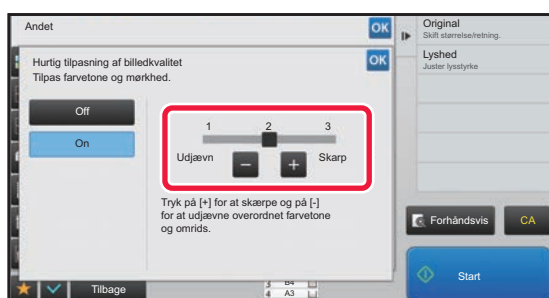 Andet
OK
Hurtig tilpasning af billedkvalitet
Tilpas farvetone og mørkhed.
OK
Off
On
1 2 3
Udjævn
Skarp
Tryk på [+] for at skærpe og på [-]
for at udjævne overordnet farvetone
og omrids.
Tilbage
B4
4 A3
Original
Skift størrelse/retning.
Lyshed
Juster lysstyrke
Forhåndsvis
CA
Start